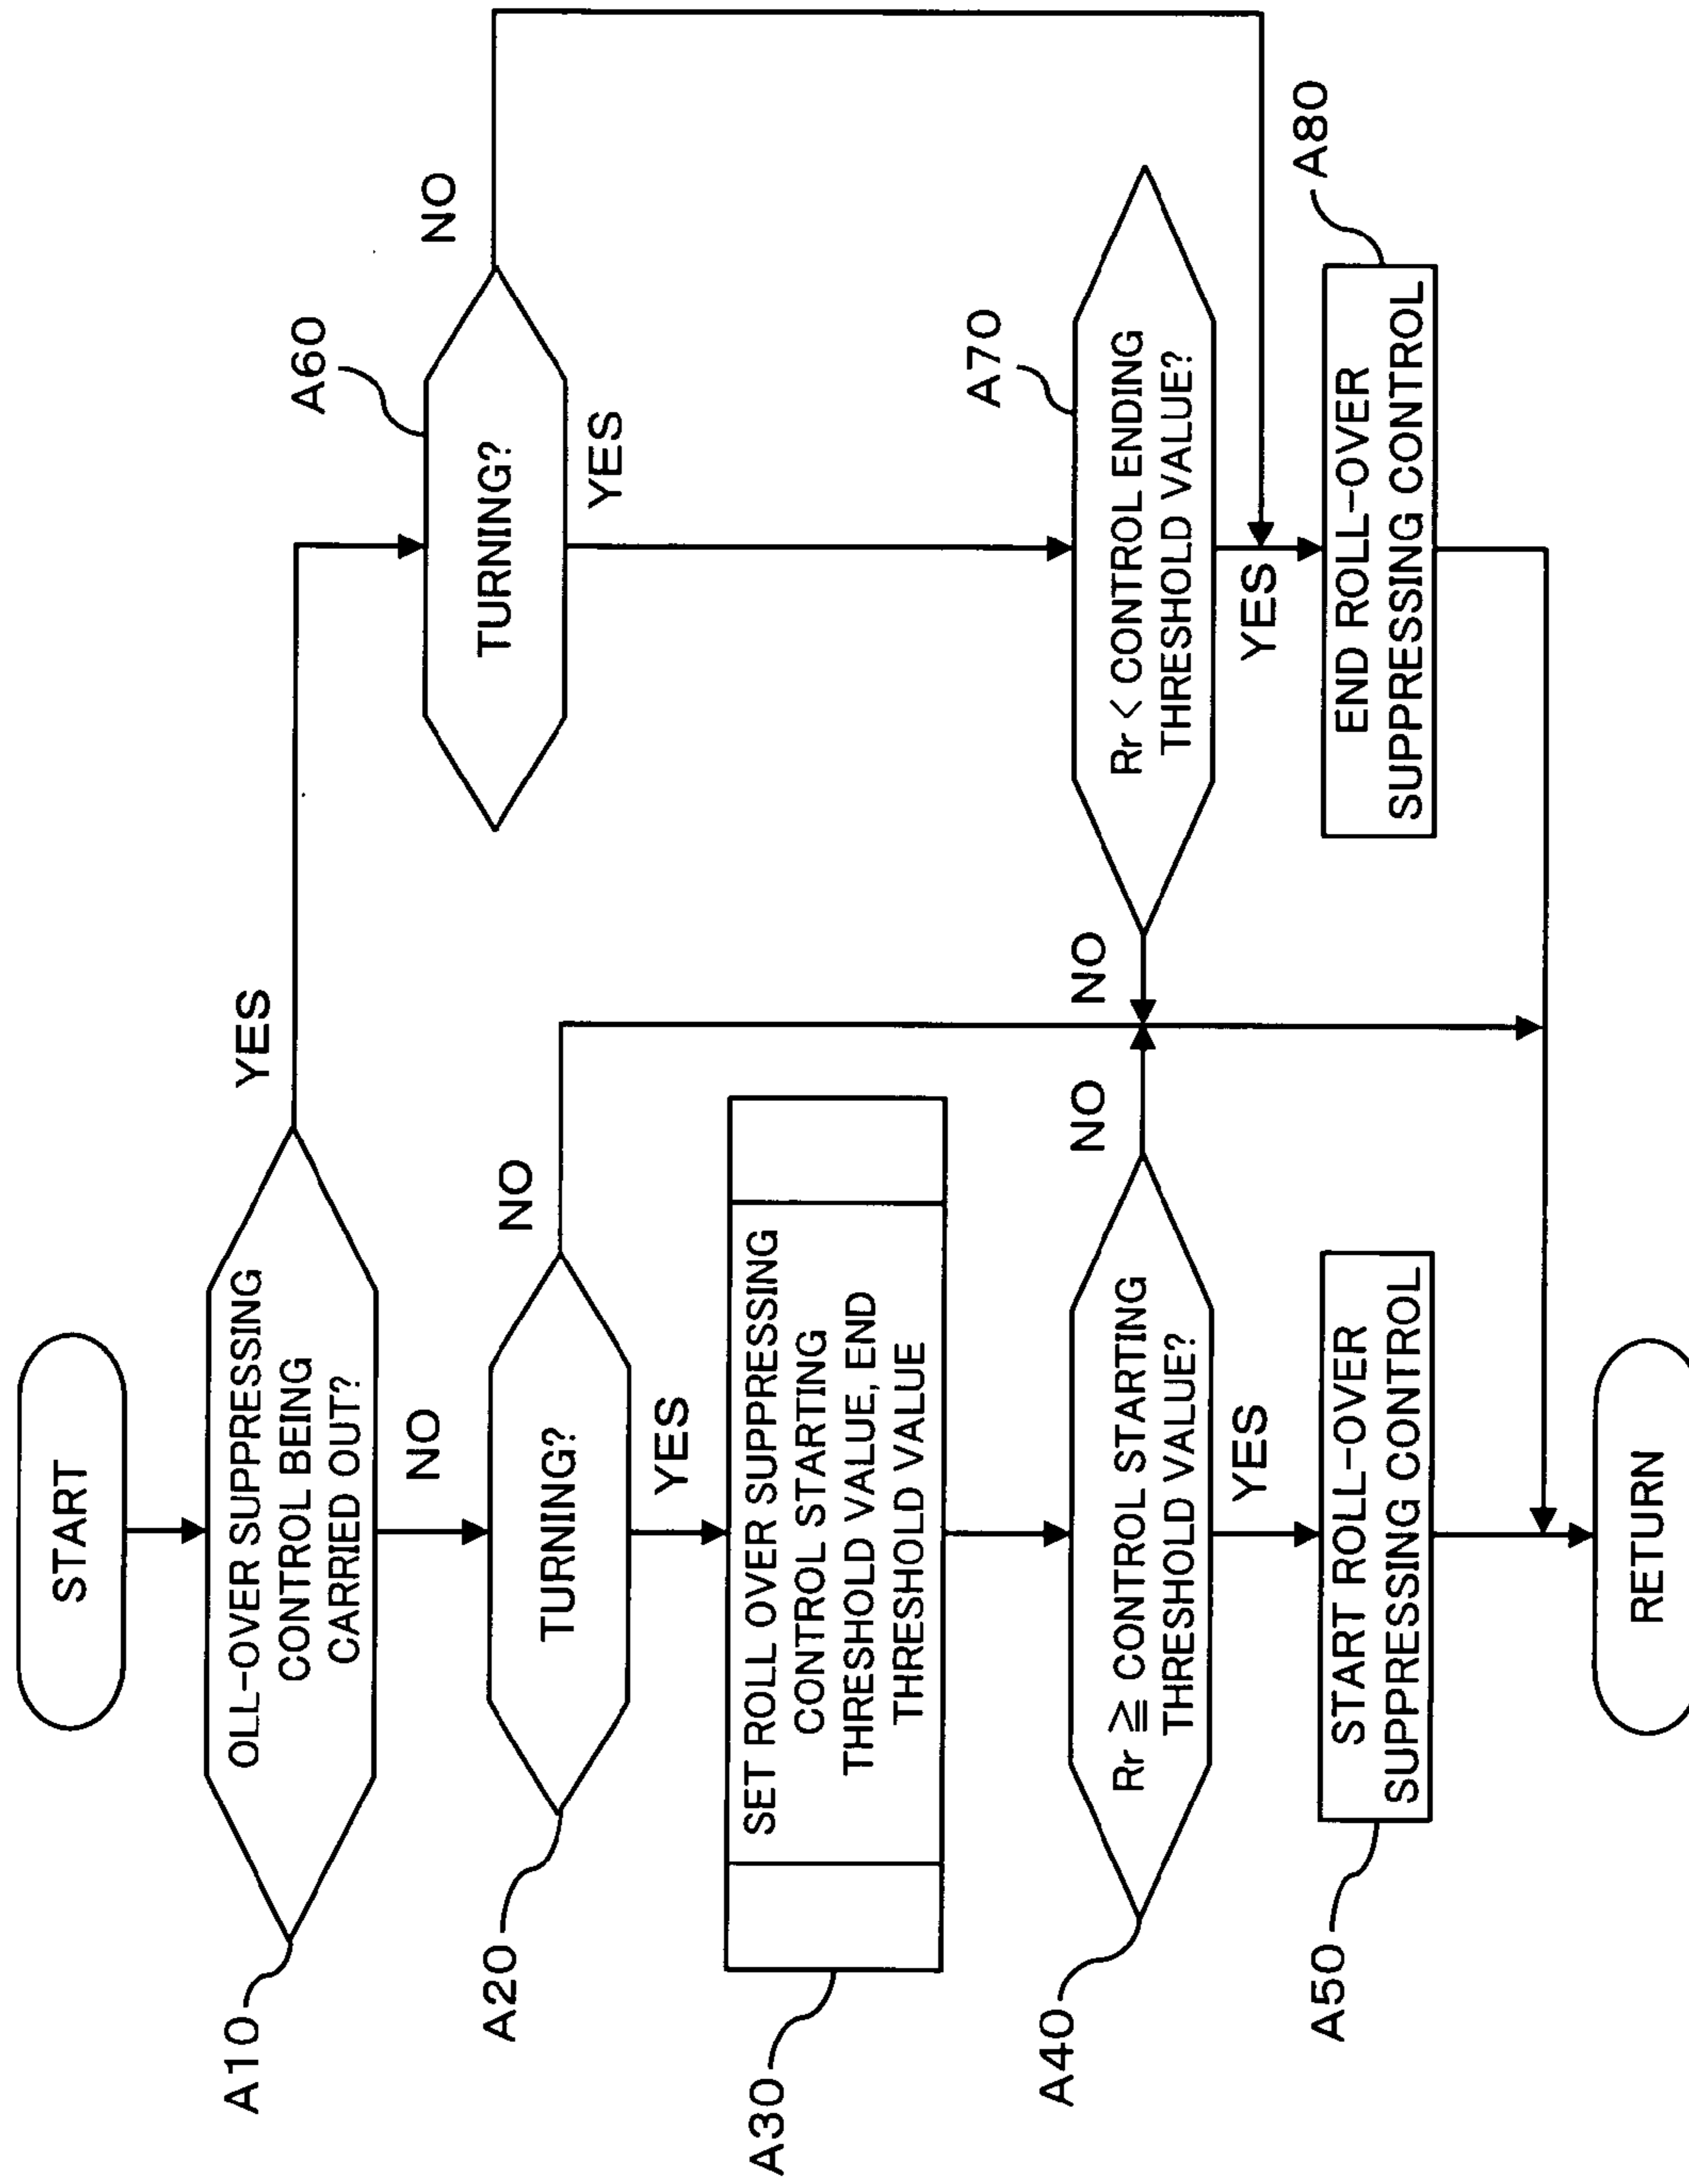 START
OLL-OVER SUPPRESSING
CONTROL BEING
CARRIED OUT?
A10
YES
NO
TURNING?
A20
NO
YES
SET ROLL OVER SUPPRESSING
CONTROL STARTING
THRESHOLD VALUE, END
THRESHOLD VALUE
A30
Rr ≧ CONTROL STARTING
THRESHOLD VALUE?
A40
NO
YES
START ROLL-OVER
SUPPRESSING CONTROL
A50
RETURN
TURNING?
A60
NO
YES
Rr < CONTROL ENDING
THRESHOLD VALUE?
A70
NO
YES
END ROLL-OVER
SUPPRESSING CONTROL
A80